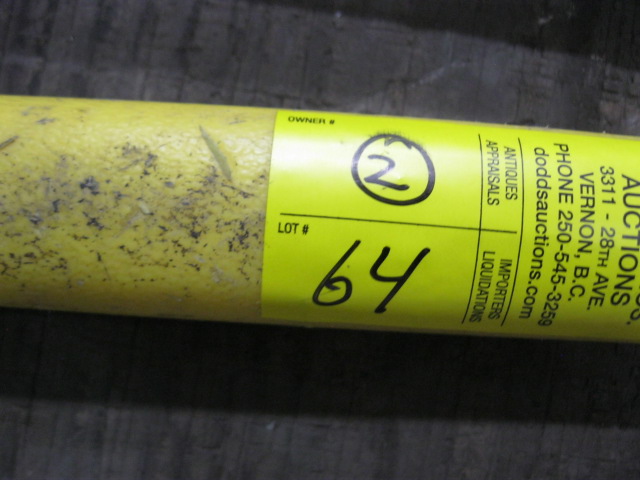 OWNER #
2
LOT #
64
ANTIQUES
APPRAISALS
IMPORTERS
LIQUIDATIONS
AUCTIONS
3311 - 28TH AVE.
VERNON, B.C.
PHONE 250-545-3259
doddsauctions.com